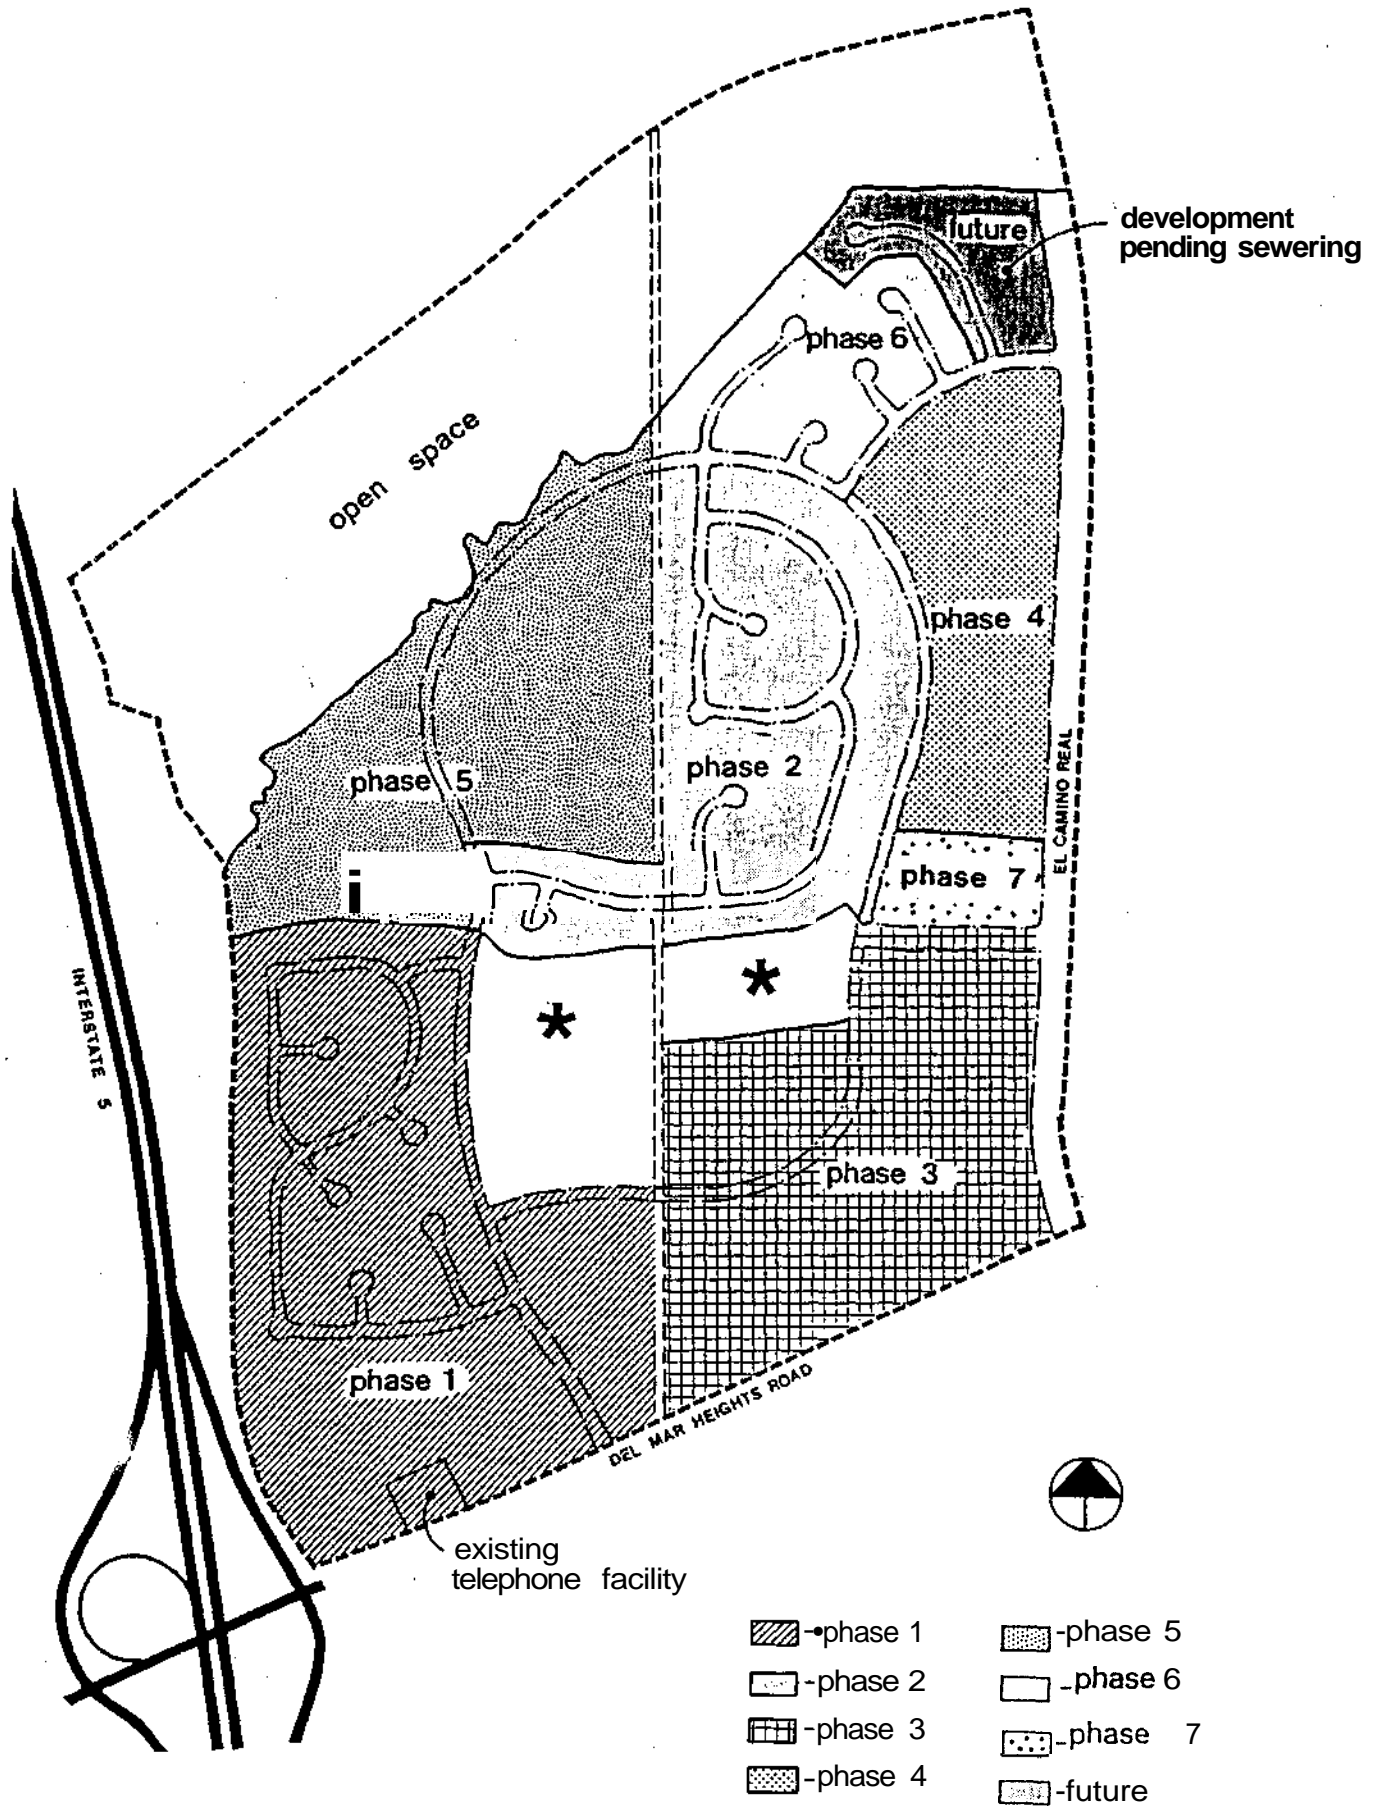 future
development
pending sewering
phase 6
open space
phase 4
phase 5
phase 2
EL CAMINO REAL
phase 7
i
*
*
INTERSTATE 5
phase 3
phase 1
DEL MAR HEIGHTS ROAD
existing
telephone facility
-•phase 1
--phase 2
-phase 3
-phase 4
-phase 5
-phase 6
-phase 7
-future